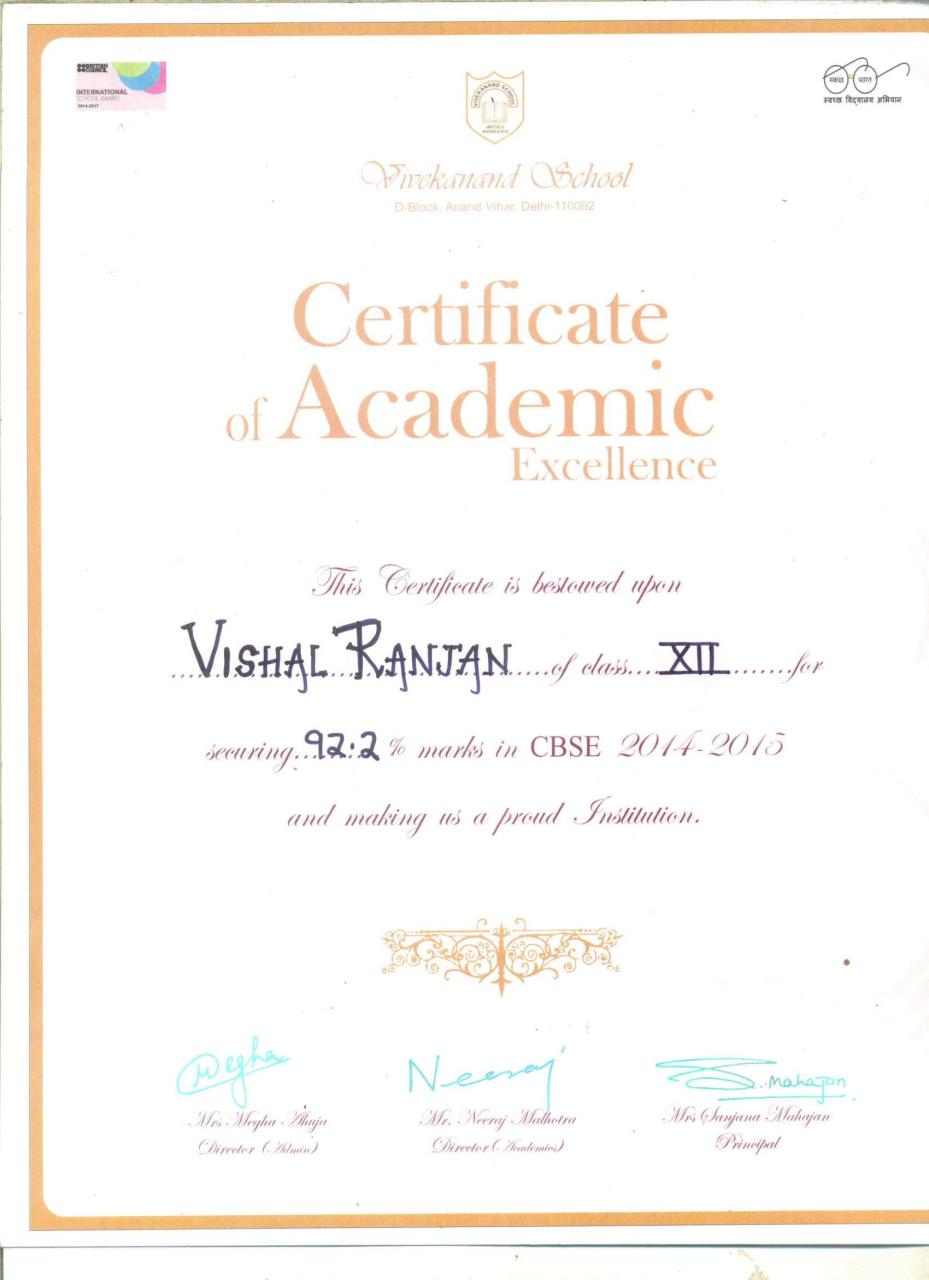 BRITISH COUNCIL
INTERNATIONAL
SCHOOL AWARD
2014-2017
VIVEKANAND SCHOOL
VIRTUE &
KNOWLEDGE
स्वच्छ भारत
स्वच्छ विद्यालय अभियान
Vivekanand School
D-Block, Anand Vihar, Delhi-110092
Certificate
of Academic
Excellence
This Certificate is bestowed upon
VISHAL RANJAN of class XII for
securing 92.2 % marks in CBSE 2014-2015
and making us a proud Institution.
Megha Neeraj S. Mahajan
Mrs Megha Ahuja Mr. Neeraj Malhotra Mrs Sanjana Mahajan
Director (Admin) Director (Academics) Principal